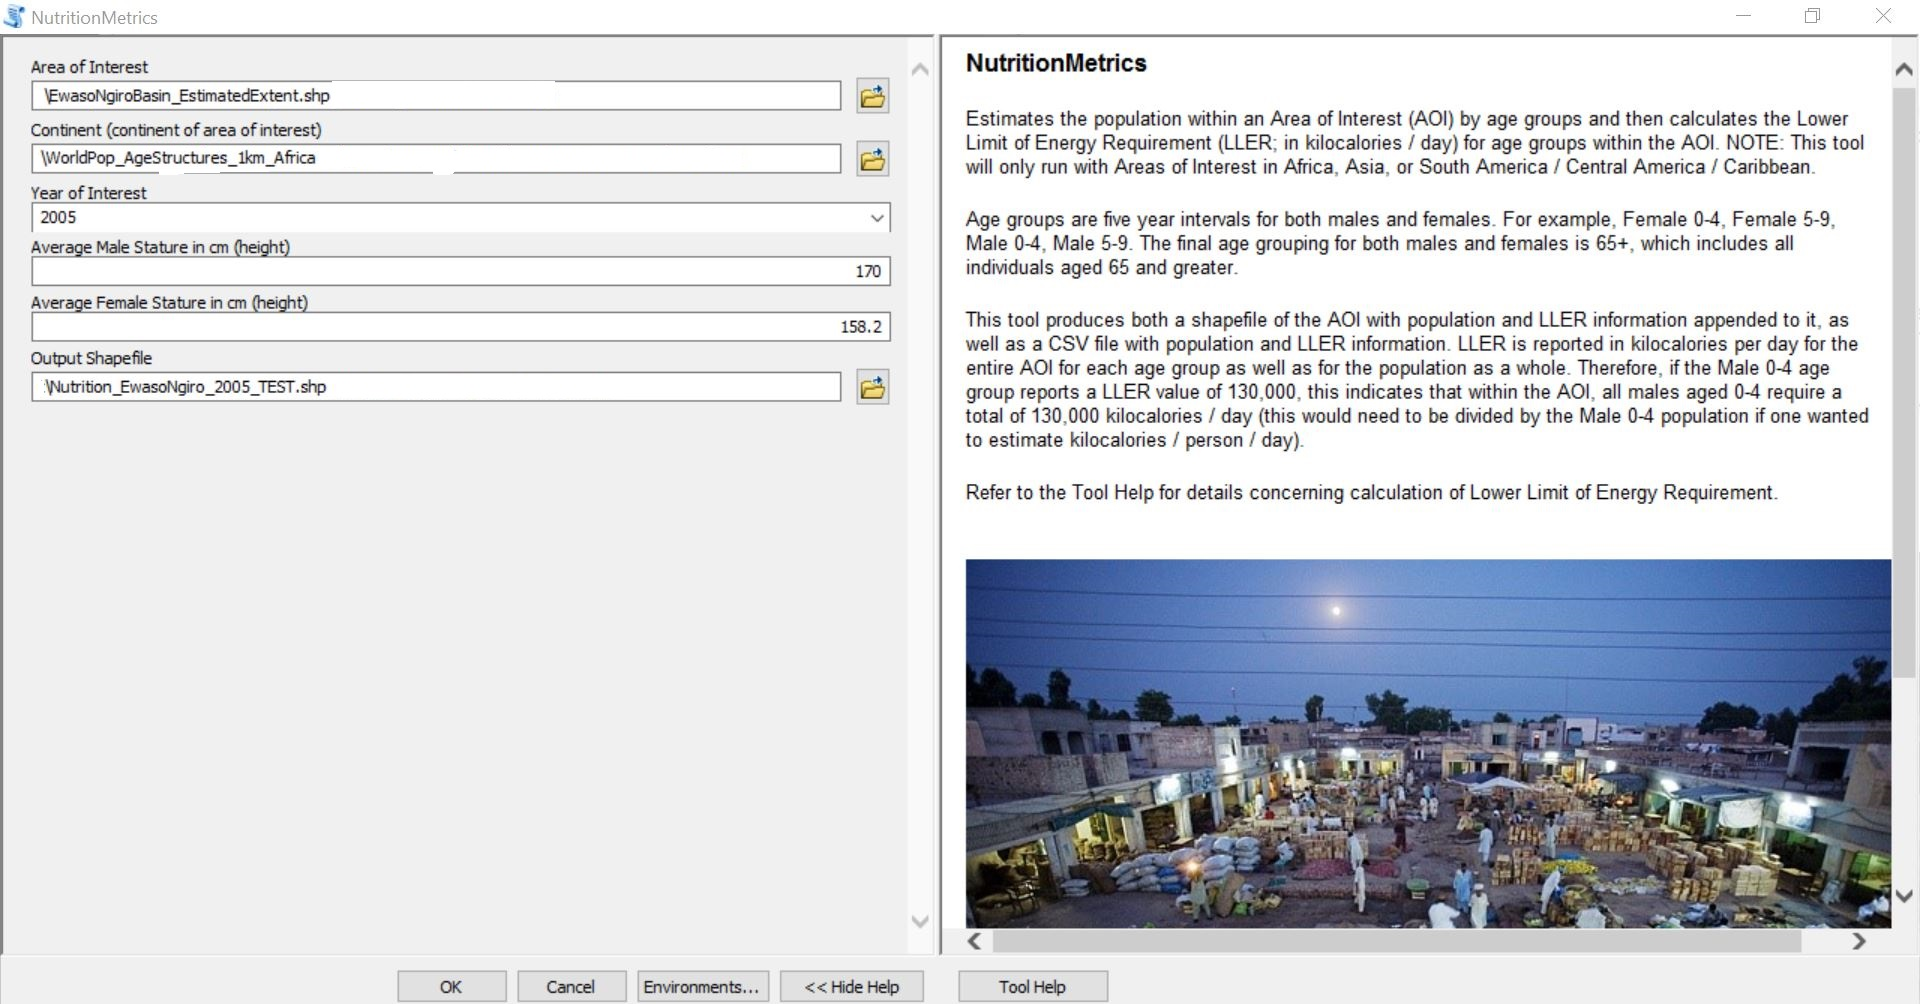 NutritionMetrics
Area of Interest
\EwasoNgiroBasin_EstimatedExtent.shp
Continent (continent of area of interest)
\WorldPop_AgeStructures_1km_Africa
Year of Interest
2005
Average Male Stature in cm (height)
170
Average Female Stature in cm (height)
158.2
Output Shapefile
:\Nutrition_EwasoNgiro_2005_TEST.shp
NutritionMetrics
Estimates the population within an Area of Interest (AOI) by age groups and then calculates the Lower
Limit of Energy Requirement (LLER; in kilocalories / day) for age groups within the AOI. NOTE: This tool
will only run with Areas of Interest in Africa, Asia, or South America / Central America / Caribbean.
Age groups are five year intervals for both males and females. For example, Female 0-4, Female 5-9,
Male 0-4, Male 5-9. The final age grouping for both males and females is 65+, which includes all
individuals aged 65 and greater.
This tool produces both a shapefile of the AOI with population and LLER information appended to it, as
well as a CSV file with population and LLER information. LLER is reported in kilocalories per day for the
entire AOI for each age group as well as for the population as a whole. Therefore, if the Male 0-4 age
group reports a LLER value of 130,000, this indicates that within the AOI, all males aged 0-4 require a
total of 130,000 kilocalories / day (this would need to be divided by the Male 0-4 population if one wanted
to estimate kilocalories / person / day).
Refer to the Tool Help for details concerning calculation of Lower Limit of Energy Requirement.
OK
Cancel
Environments...
<< Hide Help
Tool Help